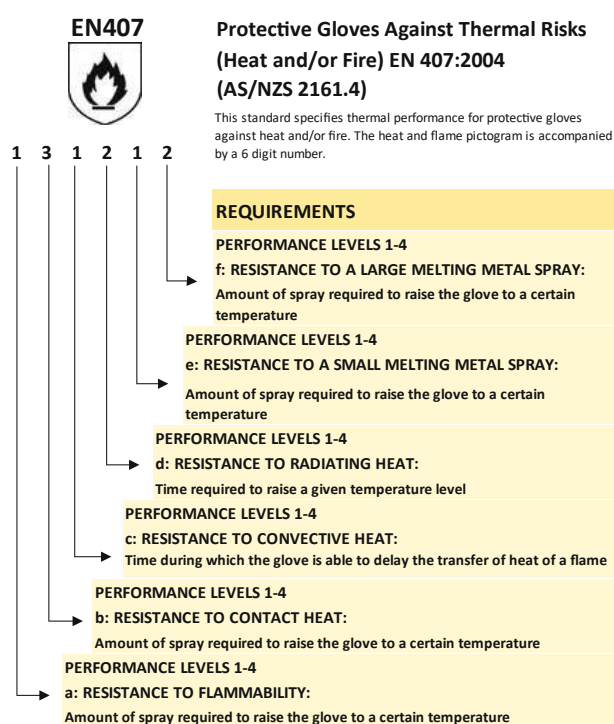 EN407
Protective Gloves Against Thermal Risks
(Heat and/or Fire) EN 407:2004
(AS/NZS 2161.4)
This standard specifies thermal performance for protective gloves
against heat and/or fire. The heat and flame pictogram is accompanied
by a 6 digit number.
1 3 1 2 1 2
REQUIREMENTS
PERFORMANCE LEVELS 1-4
f: RESISTANCE TO A LARGE MELTING METAL SPRAY:
Amount of spray required to raise the glove to a certain
temperature
PERFORMANCE LEVELS 1-4
e: RESISTANCE TO A SMALL MELTING METAL SPRAY:
Amount of spray required to raise the glove to a certain
temperature
PERFORMANCE LEVELS 1-4
d: RESISTANCE TO RADIATING HEAT:
Time required to raise a given temperature level
PERFORMANCE LEVELS 1-4
c: RESISTANCE TO CONVECTIVE HEAT:
Time during which the glove is able to delay the transfer of heat of a flame
PERFORMANCE LEVELS 1-4
b: RESISTANCE TO CONTACT HEAT:
Amount of spray required to raise the glove to a certain temperature
PERFORMANCE LEVELS 1-4
a: RESISTANCE TO FLAMMABILITY:
Amount of spray required to raise the glove to a certain temperature